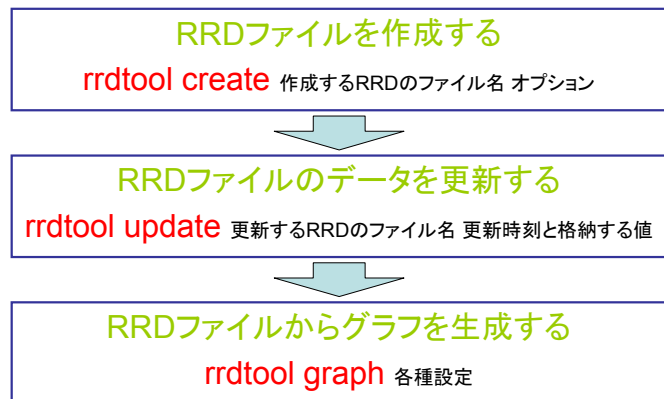 RRDファイルを作成する
rrdtool create 作成するRRDのファイル名 オプション
RRDファイルのデータを更新する
rrdtool update 更新するRRDのファイル名 更新時刻と格納する値
RRDファイルからグラフを生成する
rrdtool graph 各種設定